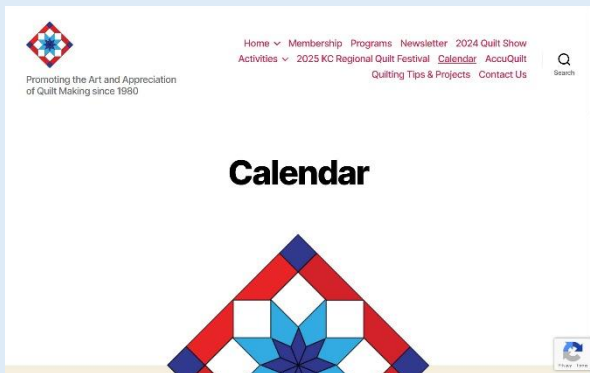 Home Membership Programs Newsletter 2024 Quilt Show
Activities 2025 KC Regional Quilt Festival Calendar AccuQuilt
Quilting Tips & Projects Contact Us
Search
Promoting the Art and Appreciation
of Quilt Making since 1980
Calendar